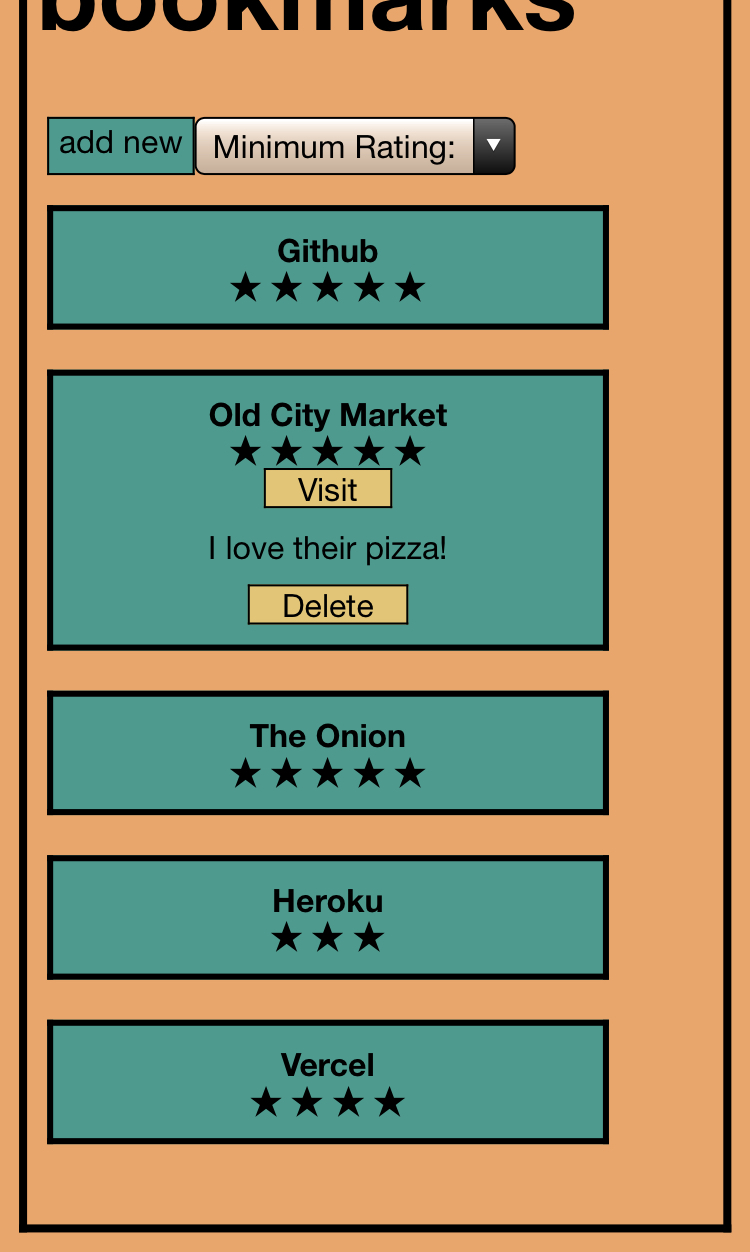 bookmarks
add new
Minimum Rating:
Github
★ ★ ★ ★ ★
Old City Market
★ ★ ★ ★ ★
Visit
I love their pizza!
Delete
The Onion
★ ★ ★ ★ ★
Heroku
★ ★ ★
Vercel
★ ★ ★ ★